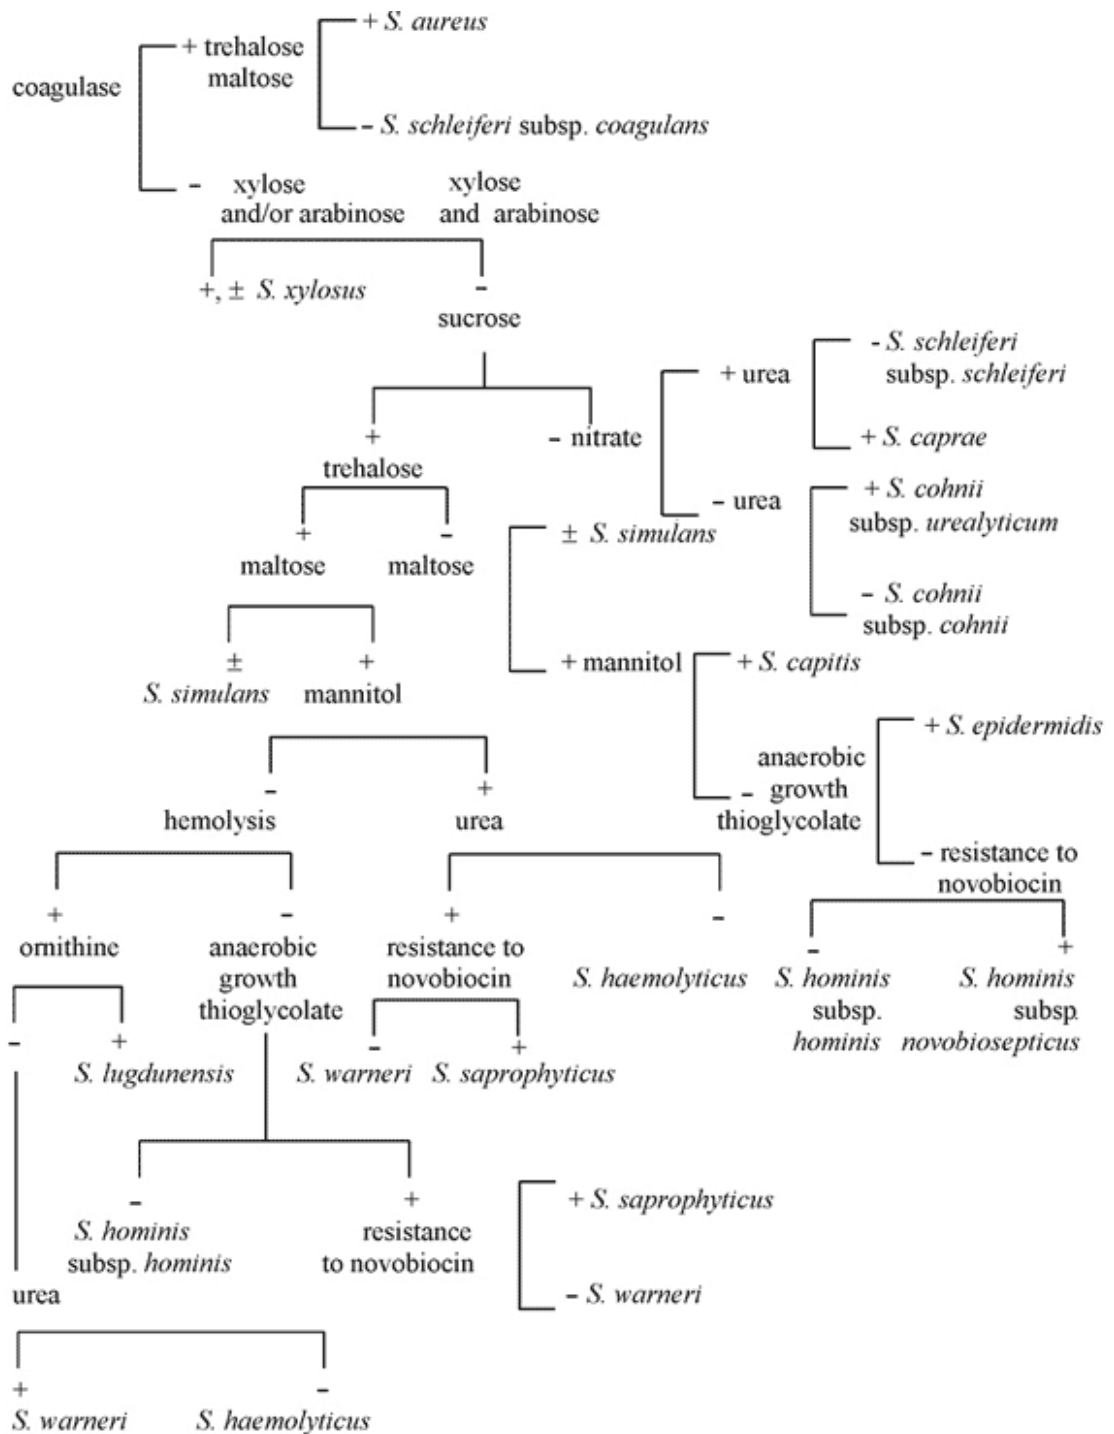 + S. aureus
+ trehalose
maltose
coagulase
- S. schleiferi subsp. coagulans
- xylose
and/or arabinose
xylose
and arabinose
+, ± S. xylosus
-
sucrose
- S. schleiferi
subsp. schleiferi
+ urea
+
trehalose
- nitrate
+ S. caprae
- urea
+ S. cohnii
subsp. urealyticum
+
maltose
-
maltose
± S. simulans
- S. cohnii
subsp. cohnii
±
S. simulans
+
mannitol
+ mannitol
+ S. capitis
+ S. epidermidis
-
hemolysis
+
urea
- anaerobic
growth
thioglycolate
- resistance to
novobiocin
+
ornithine
-
anaerobic
growth
thioglycolate
+
resistance to
novobiocin
-
S. haemolyticus
-
S. hominis
subsp.
hominis
+
S. hominis
subsp.
novobiosepticus
-
+
S. lugdunensis
-
S. warneri
+
S. saprophyticus
-
S. hominis
subsp. hominis
+
resistance
to novobiocin
+ S. saprophyticus
- S. warneri
urea
+
S. warneri
-
S. haemolyticus